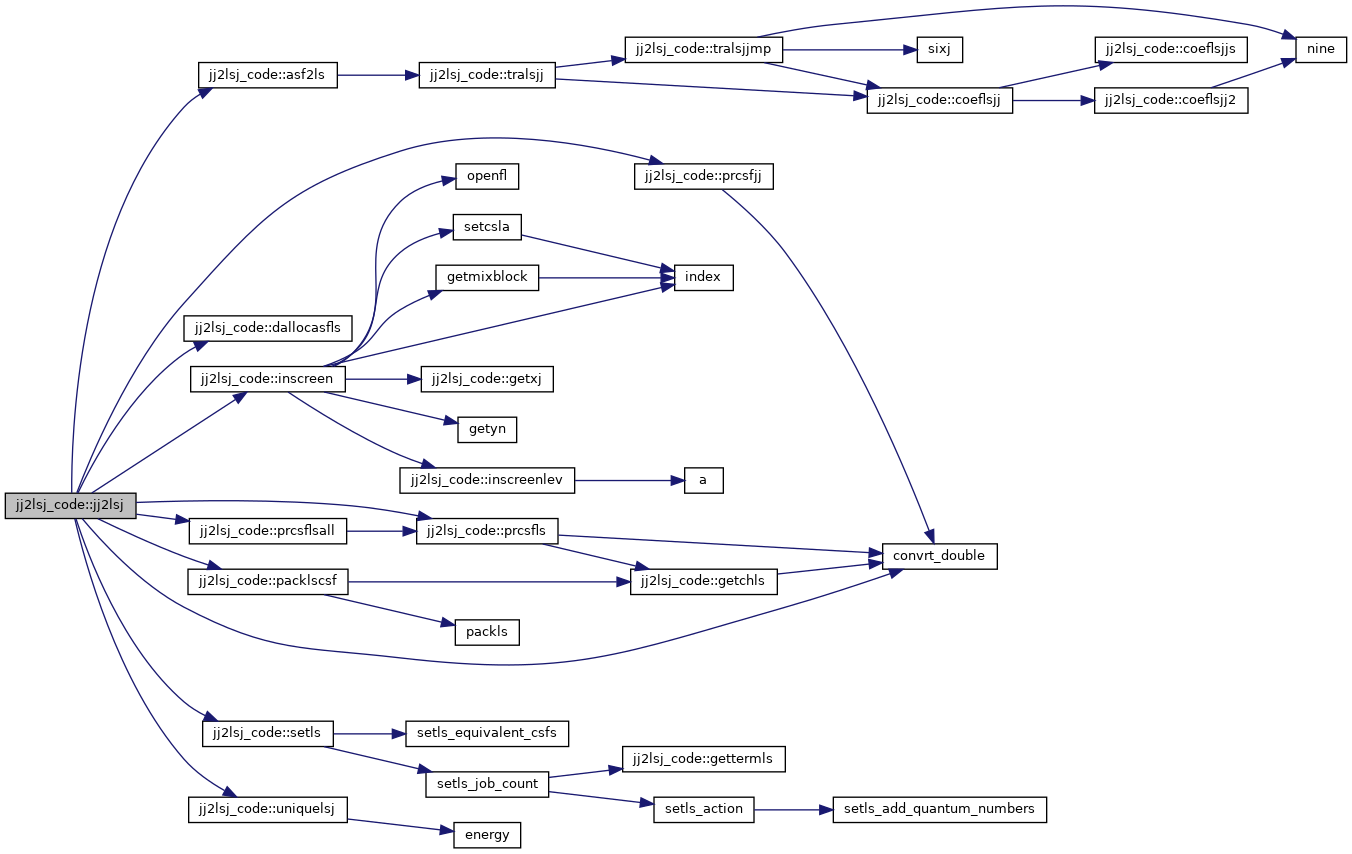 jj2lsj_code::tralsjjmp
sixj
jj2lsj_code::coeflsjjs
nine
jj2lsj_code::asf2ls
jj2lsj_code::tralsjj
jj2lsj_code::coeflsjj
jj2lsj_code::coeflsjj2
openfl
jj2lsj_code::prcsfjj
setcsla
getmixblock
index
jj2lsj_code::dallocasfls
jj2lsj_code::inscreen
jj2lsj_code::getxj
getyn
jj2lsj_code::inscreenlev
a
jj2lsj_code::jj2lsj
jj2lsj_code::prcsflsall
jj2lsj_code::prcsfls
convrt_double
jj2lsj_code::packlscsf
jj2lsj_code::getchls
packls
jj2lsj_code::setls
setls_equivalent_csfs
jj2lsj_code::gettermls
setls_job_count
jj2lsj_code::uniquelsj
setls_action
setls_add_quantum_numbers
energy